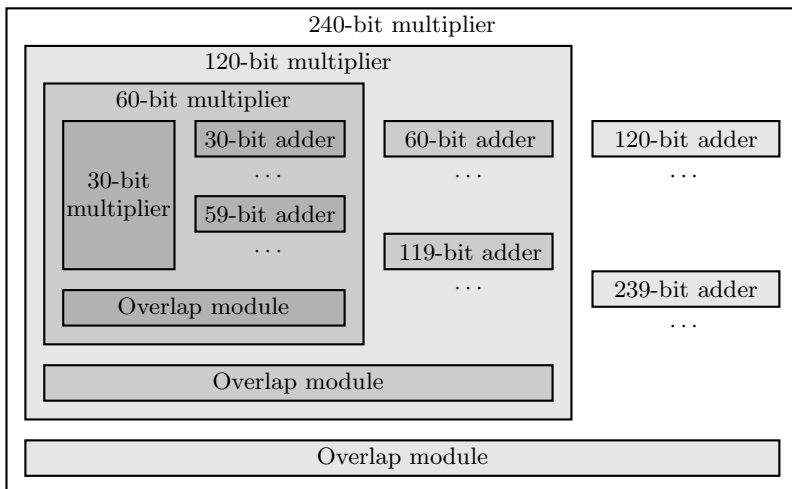 240-bit multiplier
120-bit multiplier
60-bit multiplier
30-bit
multiplier
30-bit adder
...
59-bit adder
...
Overlap module
60-bit adder
...
119-bit adder
...
Overlap module
120-bit adder
...
239-bit adder
...
Overlap module